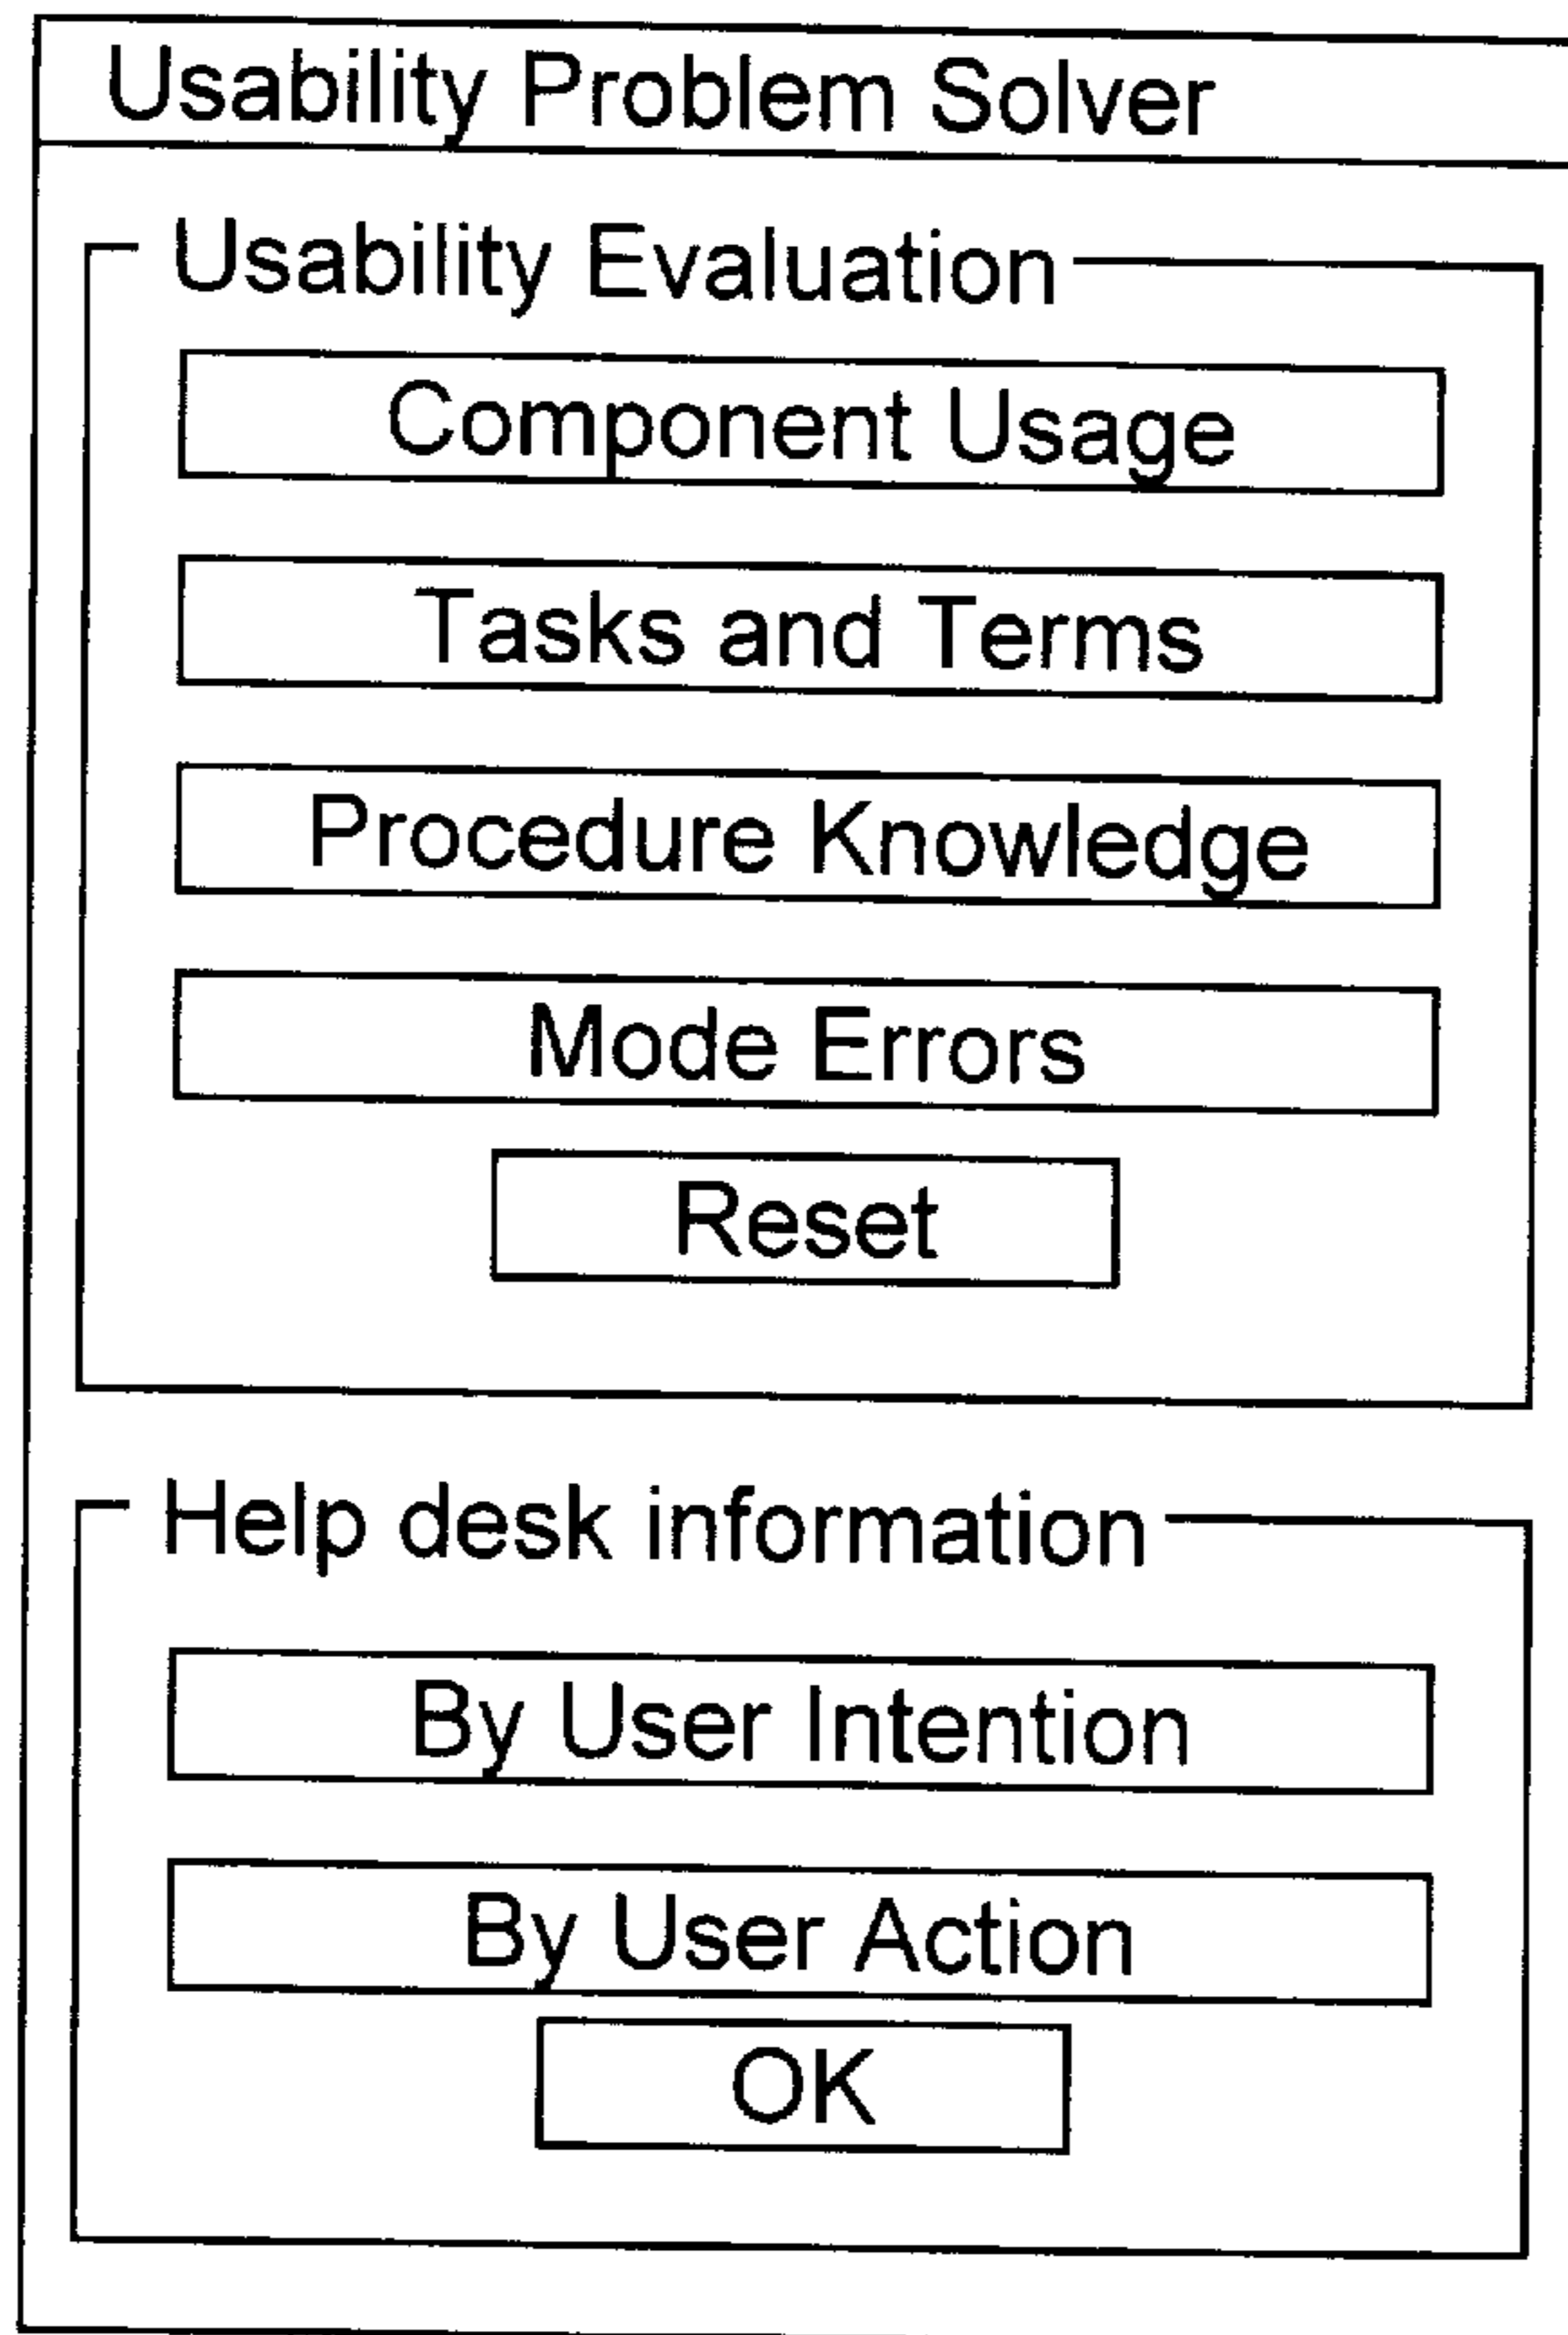 Usability Problem Solver
Usability Evaluation
Component Usage
Tasks and Terms
Procedure Knowledge
Mode Errors
Reset
Help desk information
By User Intention
By User Action
OK